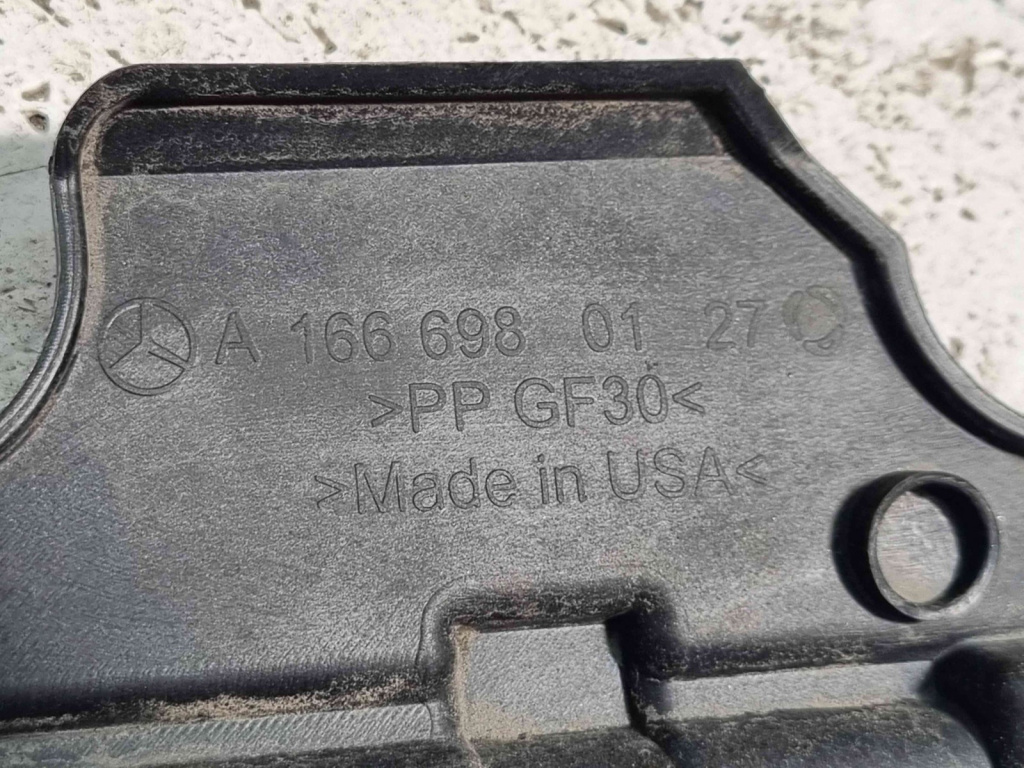 A 166 698 01 27
>PP GF30<
>Made in USA<